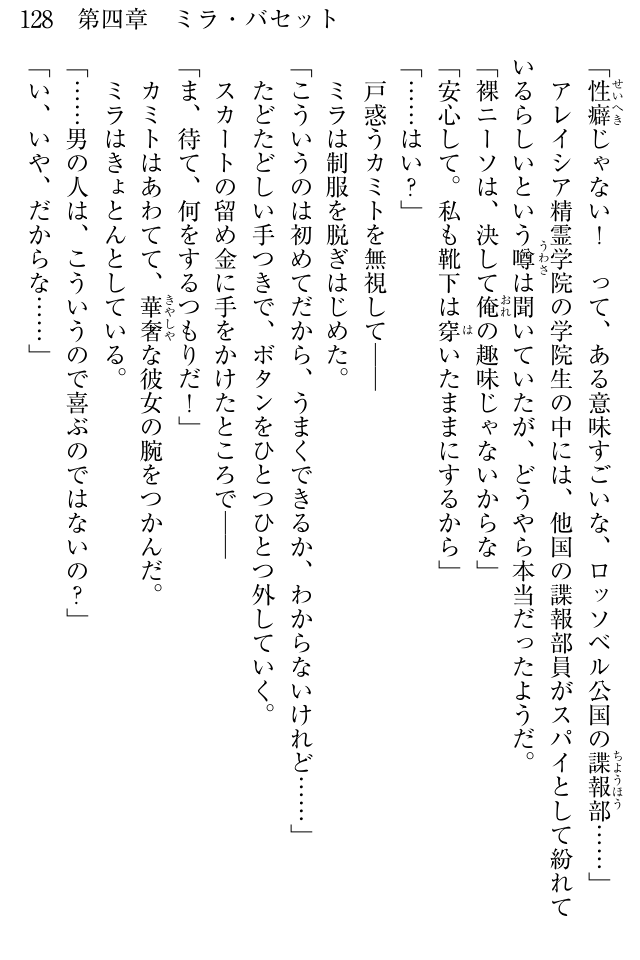 128　第四章　ミラ・バセット
「性癖じゃない！　って、ある意味すごいな、ロッソベル公国の諜報部……」
　アレイシア精霊学院の学院生の中には、他国の諜報部員がスパイとして紛れて
いるらしいという噂は聞いていたが、どうやら本当だったようだ。
「裸ニーソは、決して俺の趣味じゃないからな」
「安心して。私も靴下は穿いたままにするから」
「……はい？」
　戸惑うカミトを無視して――
　ミラは制服を脱ぎはじめた。
「こういうのは初めてだから、うまくできるか、わからないけれど……」
　たどたどしい手つきで、ボタンをひとつひとつ外していく。
　スカートの留め金に手をかけたところで――
「ま、待て、何をするつもりだ！」
　カミトはあわてて、華奢な彼女の腕をつかんだ。
　ミラはきょとんとしている。
「……男の人は、こういうので喜ぶのではないの？」
「い、いや、だからな……」